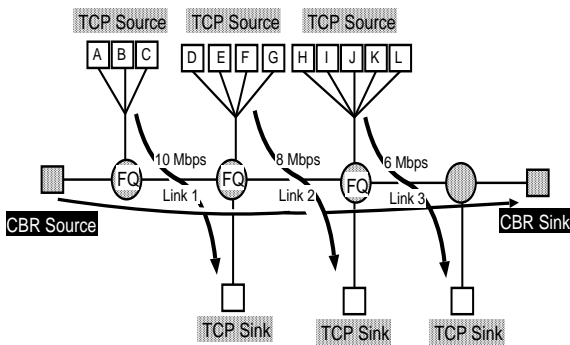 TCP Source
TCP Source
TCP Source
A B C
D E F G
H I J K L
10 Mbps
8 Mbps
6 Mbps
FQ
FQ
FQ
Link 1
Link 2
Link 3
CBR Source
CBR Sink
TCP Sink
TCP Sink
TCP Sink